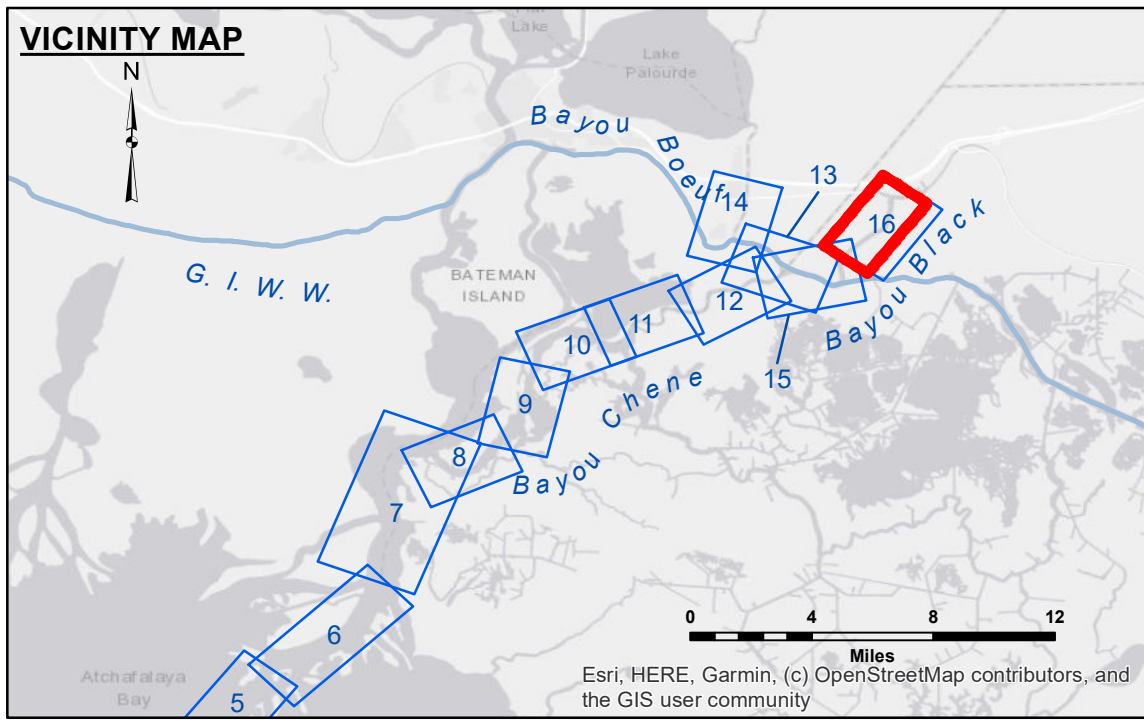 VICINITY MAP
N
Lake
Lake
Palourde
Bayou
Boeuf
13
14
16
Bayou Black
G. I. W. W.
BATEMAN
ISLAND
12
11
10
15
9
Bayou Chene
8
7
6
5
Atchafalaya
Bay
0 4 8 12
Miles
Esri, HERE, Garmin, (c) OpenStreetMap contributors, and
the GIS user community